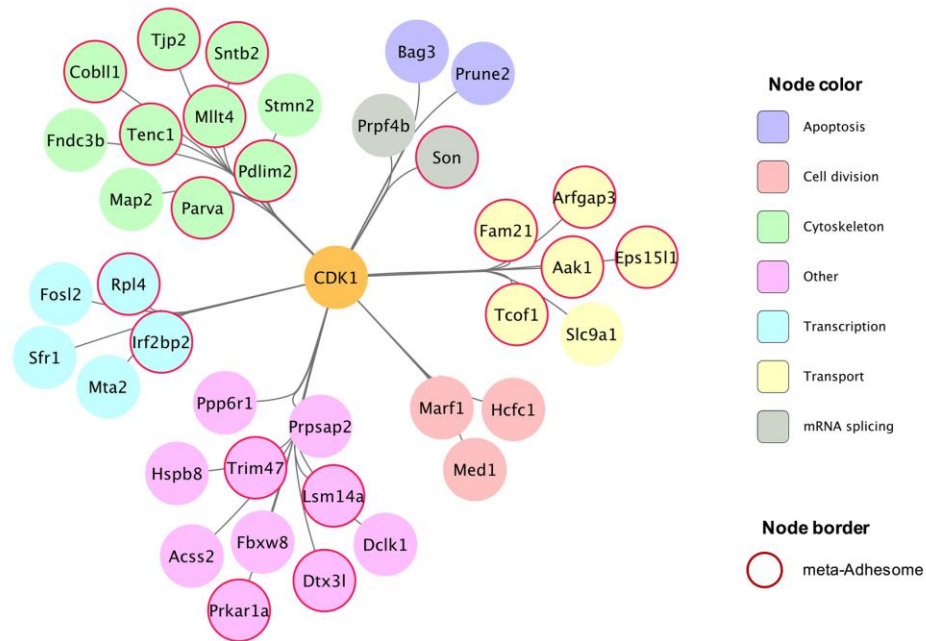 Tjp2
Sntb2
Cobll1
Mllt4
Stmn2
Fndc3b
Tenc1
Pdlim2
Map2
Parva
Bag3
Prune2
Prpf4b
Son
Arfgap3
Fam21
Eps15l1
Aak1
Tcof1
Slc9a1
CDK1
Rpl4
Fosl2
Irf2bp2
Sfr1
Mta2
Marf1
Hcfc1
Med1
Ppp6r1
Prpsap2
Hspb8
Trim47
Lsm14a
Acss2
Fbxw8
Dclk1
Dtx3l
Prkar1a
Node color
Apoptosis
Cell division
Cytoskeleton
Other
Transcription
Transport
mRNA splicing
Node border
meta-Adhesome